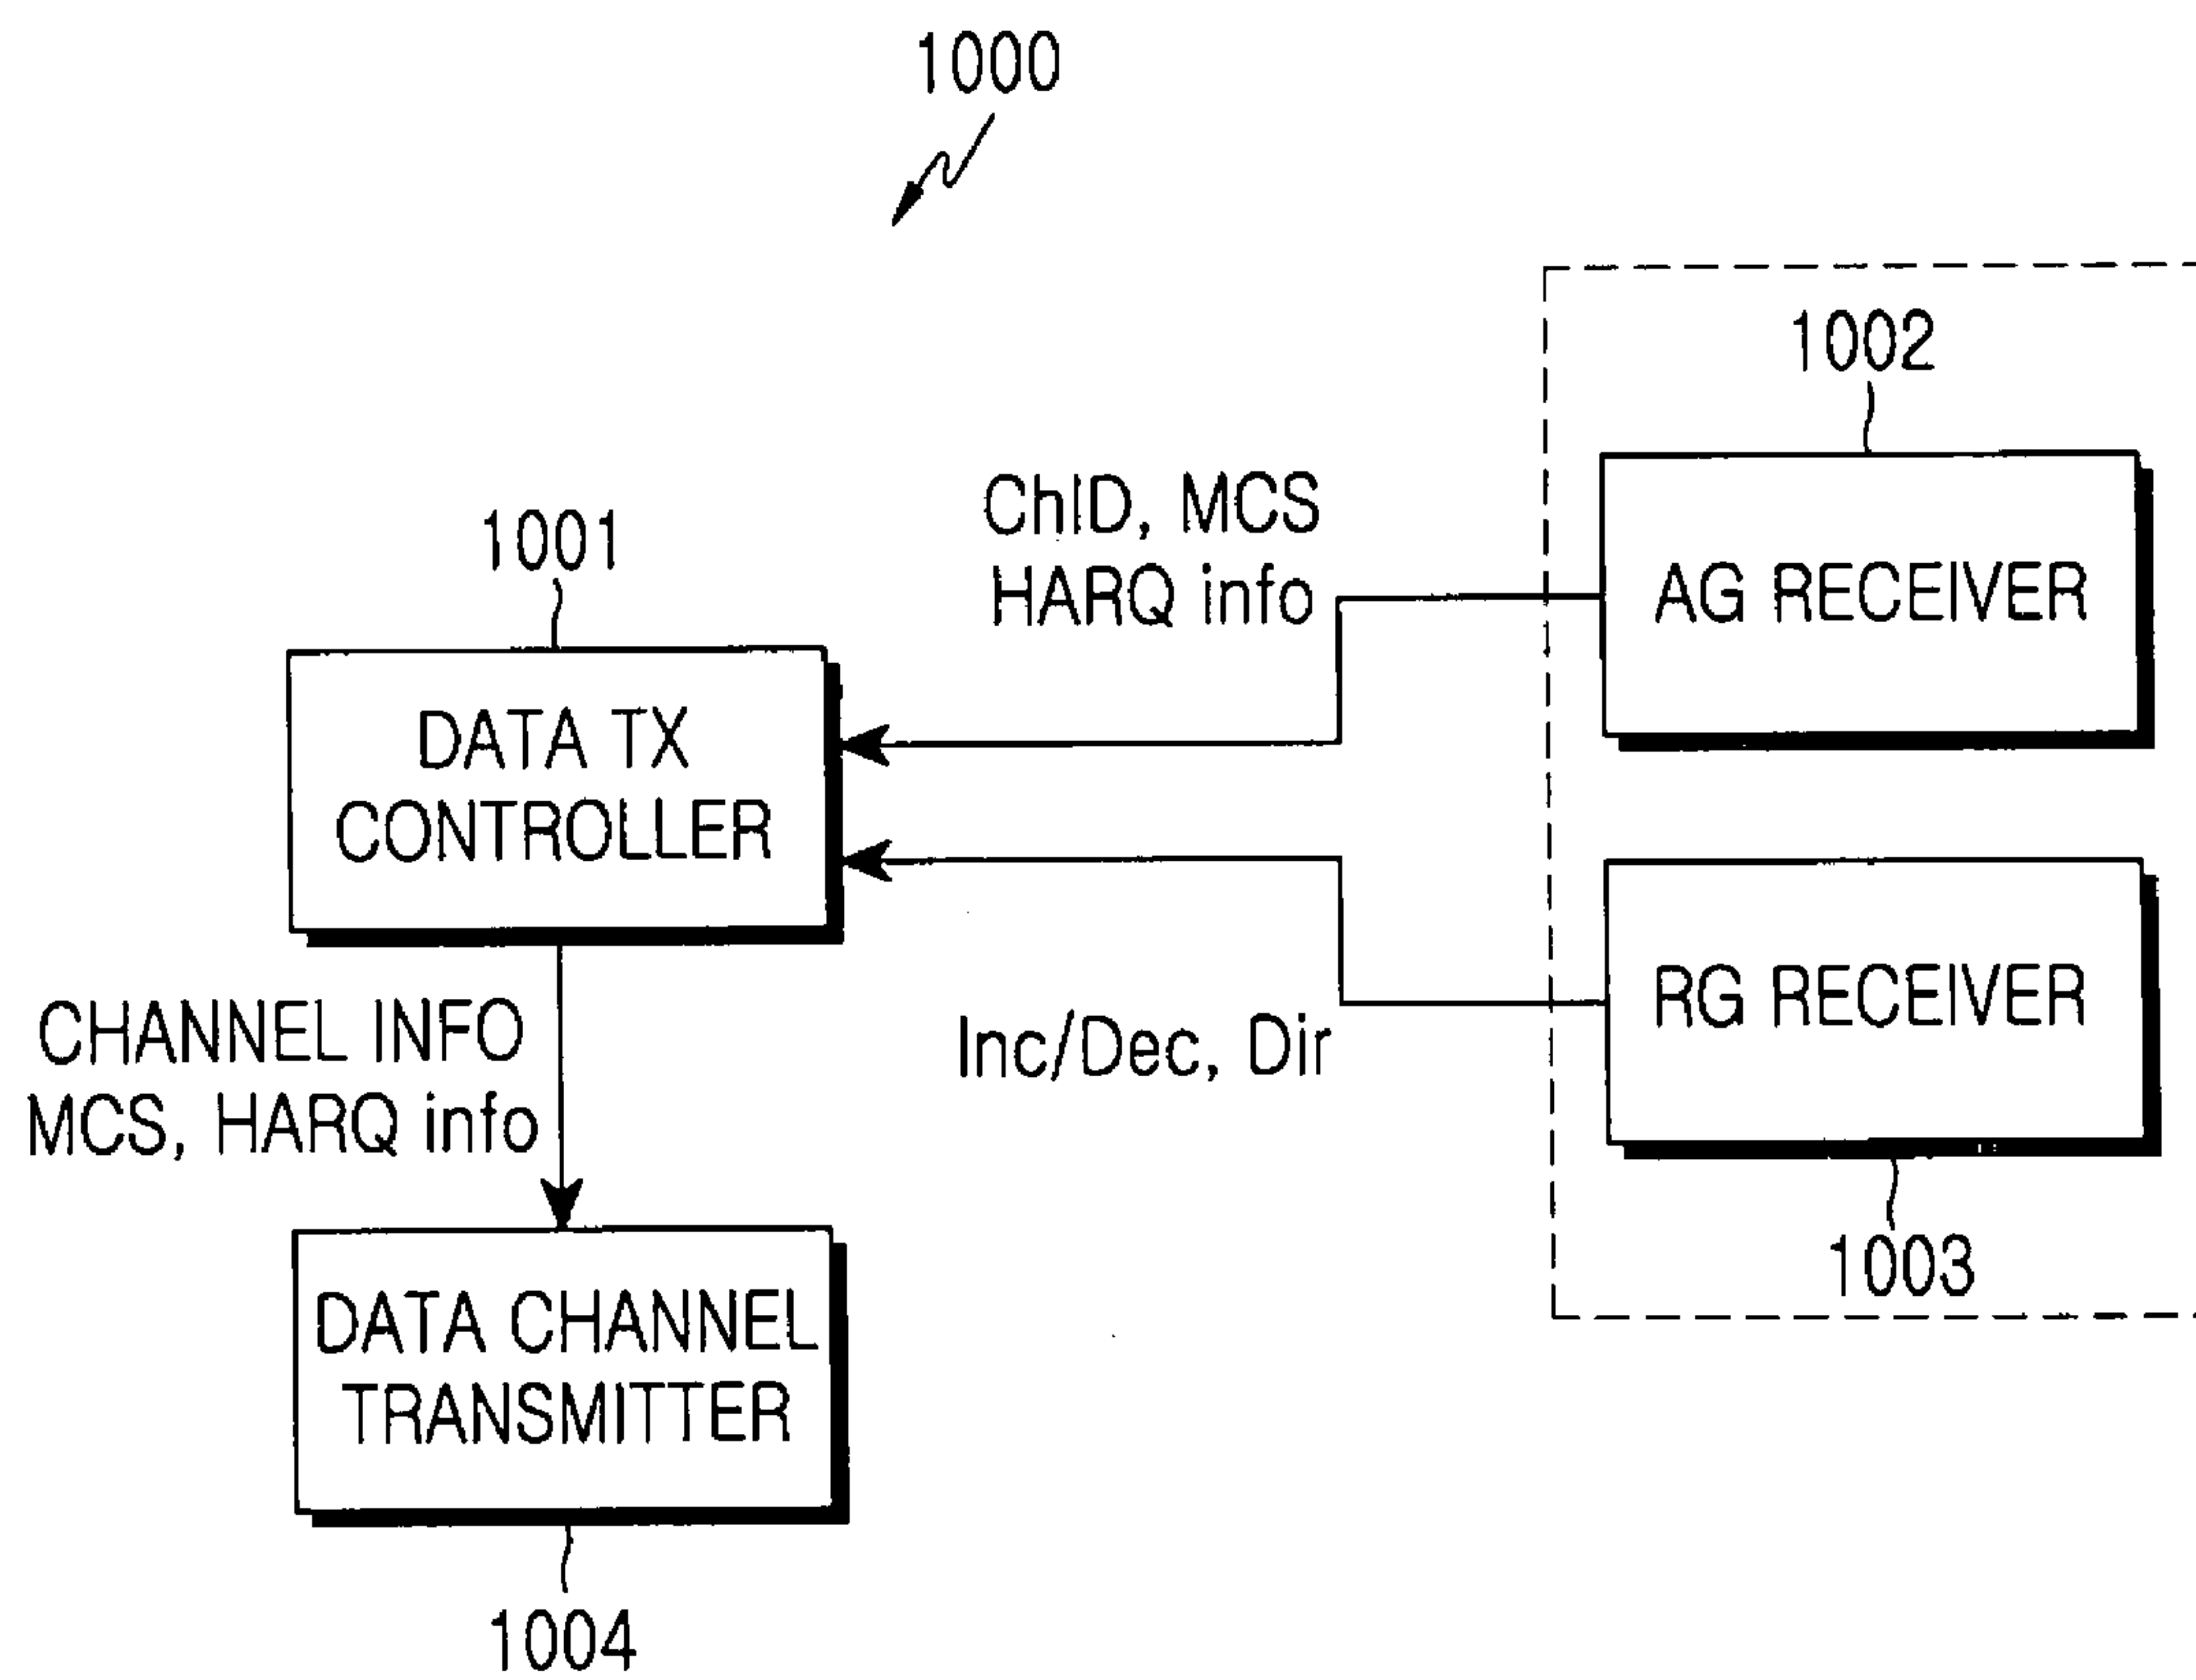 1000
1002
ChID, MCS
HARQ info
AG RECEIVER
1001
DATA TX
CONTROLLER
RG RECEIVER
Inc/Dec, Dir
CHANNEL INFO
MCS, HARQ info
1003
DATA CHANNEL
TRANSMITTER
1004